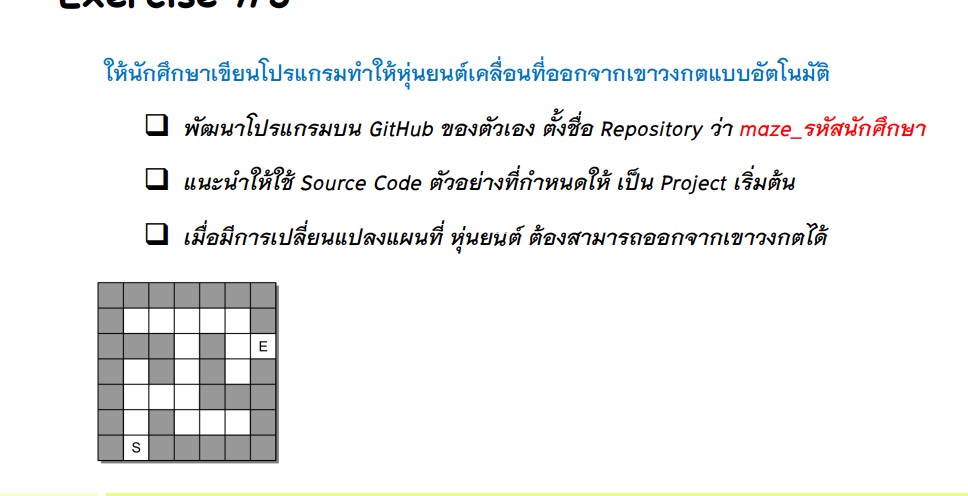 Exercise
ให้นักศึกษาเขียนโปรแกรมทำให้หุ่นยนต์เคลื่อนที่ออกจากเขาวงกตแบบอัตโนมัติ
พัฒนาโปรแกรมบน GitHub ของตัวเอง ตั้งชื่อ Repository ว่า maze_รหัสนักศึกษา
แนะนำให้ใช้ Source Code ตัวอย่างที่กำหนดให้ เป็น Project เริ่มต้น
เมื่อมีการเปลี่ยนแปลงแผนที่ หุ่นยนต์ ต้องสามารถออกจากเขาวงกตได้
E
S